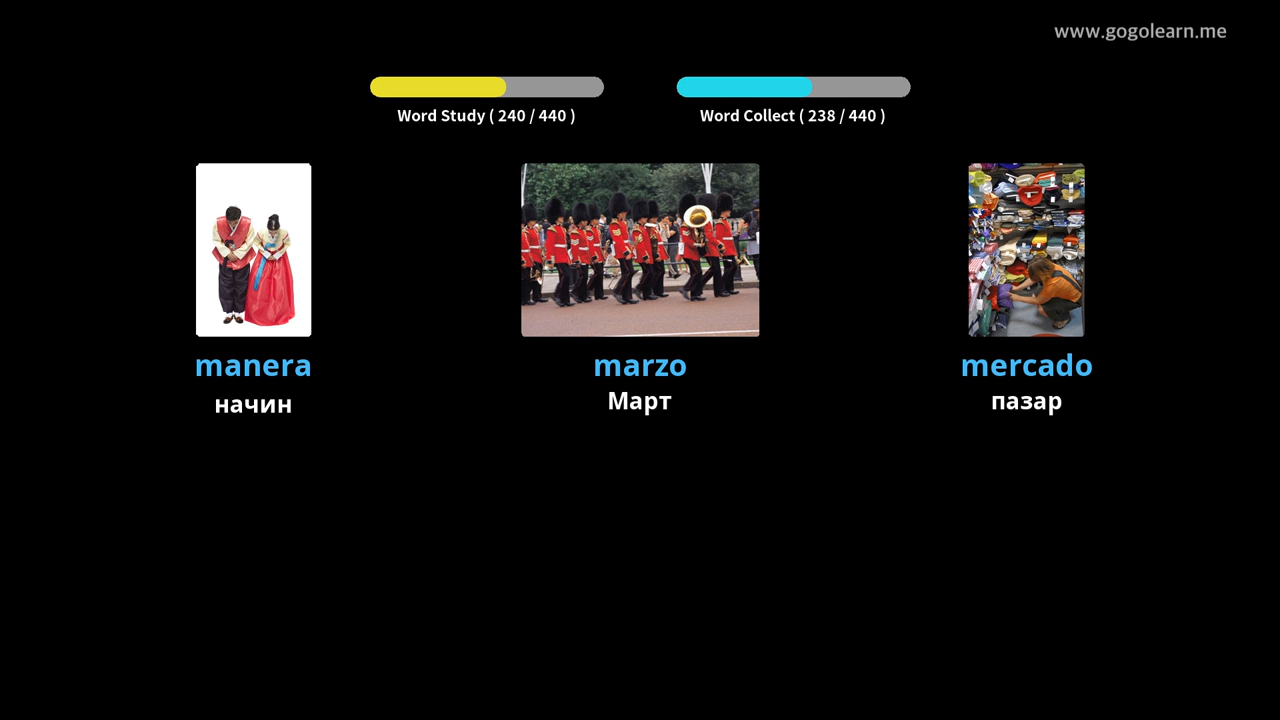 www.gogolearn.me
Word Study ( 240 / 440 )
Word Collect ( 238 / 440 )
manera
marzo
mercado
начин
Март
пазар